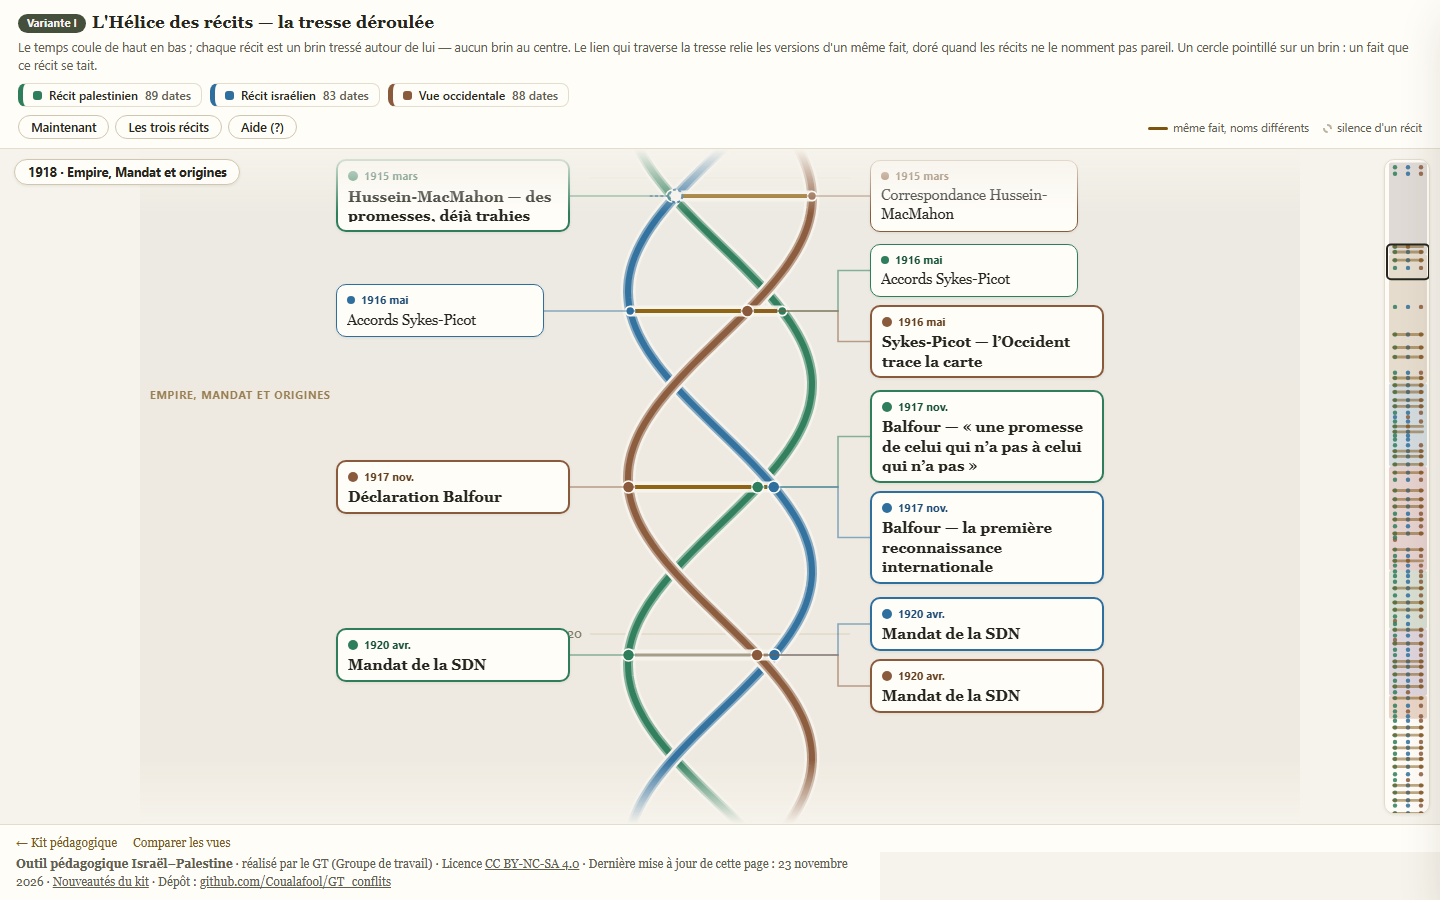 Variante I L'Hélice des récits — la tresse déroulée
Le temps coule de haut en bas ; chaque récit est un brin tressé autour de lui — aucun brin au centre. Le lien qui traverse la tresse relie les versions d'un même fait, doré quand les récits ne le nomment pas pareil. Un cercle pointillé sur un brin : un fait que
ce récit se tait.
Récit palestinien 89 dates
Récit israélien 83 dates
Vue occidentale 88 dates
Maintenant
Les trois récits
Aide (?)
même fait, noms différents
silence d'un récit
1918 · Empire, Mandat et origines
1915 mars
Hussein-MacMahon — des
promesses, déjà trahies
1915 mars
Correspondance Hussein-
MacMahon
1916 mai
Accords Sykes-Picot
1916 mai
Accords Sykes-Picot
1916 mai
Sykes-Picot — l’Occident
trace la carte
EMPIRE, MANDAT ET ORIGINES
1917 nov.
Balfour — « une promesse
de celui qui n’a pas à celui
qui n’a pas »
1917 nov.
Déclaration Balfour
1917 nov.
Balfour — la première
reconnaissance
internationale
1920 avr.
Mandat de la SDN
20
1920 avr.
Mandat de la SDN
1920 avr.
Mandat de la SDN
← Kit pédagogique Comparer les vues
Outil pédagogique Israël–Palestine · réalisé par le GT (Groupe de travail) · Licence CC BY-NC-SA 4.0 · Dernière mise à jour de cette page : 23 novembre
2026 · Nouveautés du kit · Dépôt : github.com/Coualafool/GT_conflits